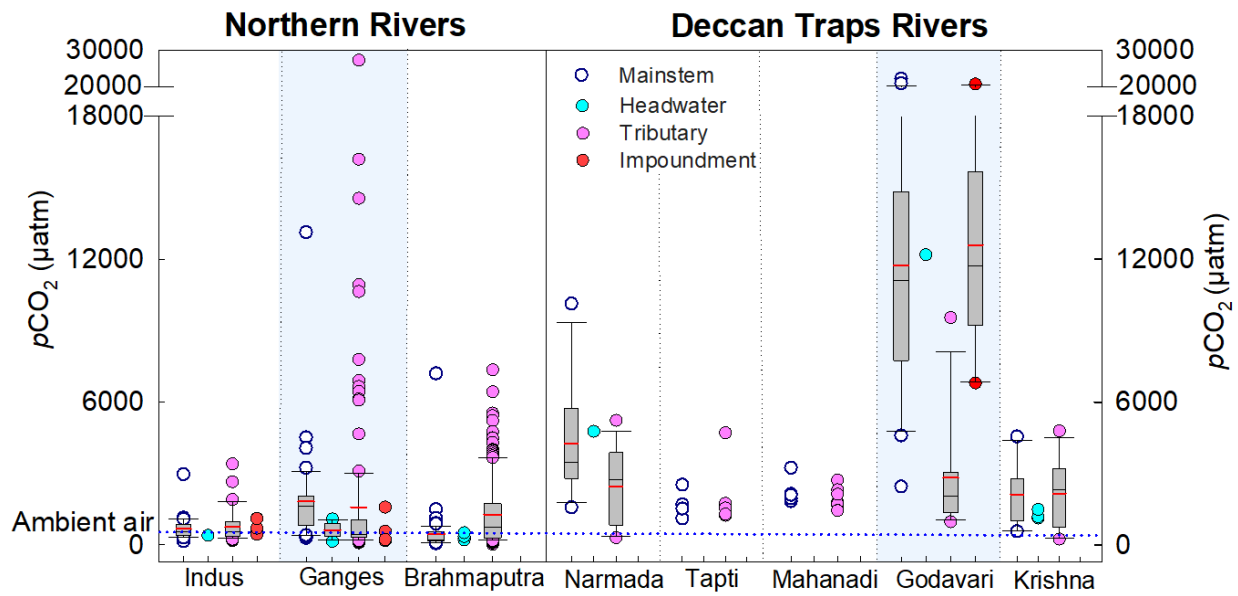 Northern Rivers Deccan Traps Rivers
30000 30000
20000 20000
18000 18000
12000 12000
6000 6000
0 0
pCO₂ (µatm)
pCO₂ (µatm)
Ambient air
Mainstem
Headwater
Tributary
Impoundment
Indus Ganges Brahmaputra Narmada Tapti Mahanadi Godavari Krishna